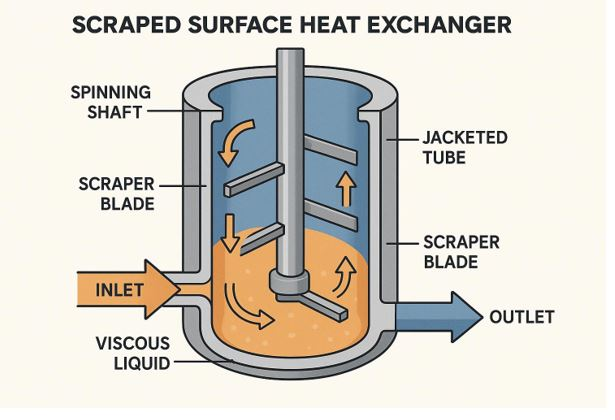 SCRAPED SURFACE HEAT EXCHANGER
SPINNING
SHAFT
JACKETED
TUBE
SCRAPER
BLADE
SCRAPER
BLADE
INLET
OUTLET
VISCOUS
LIQUID